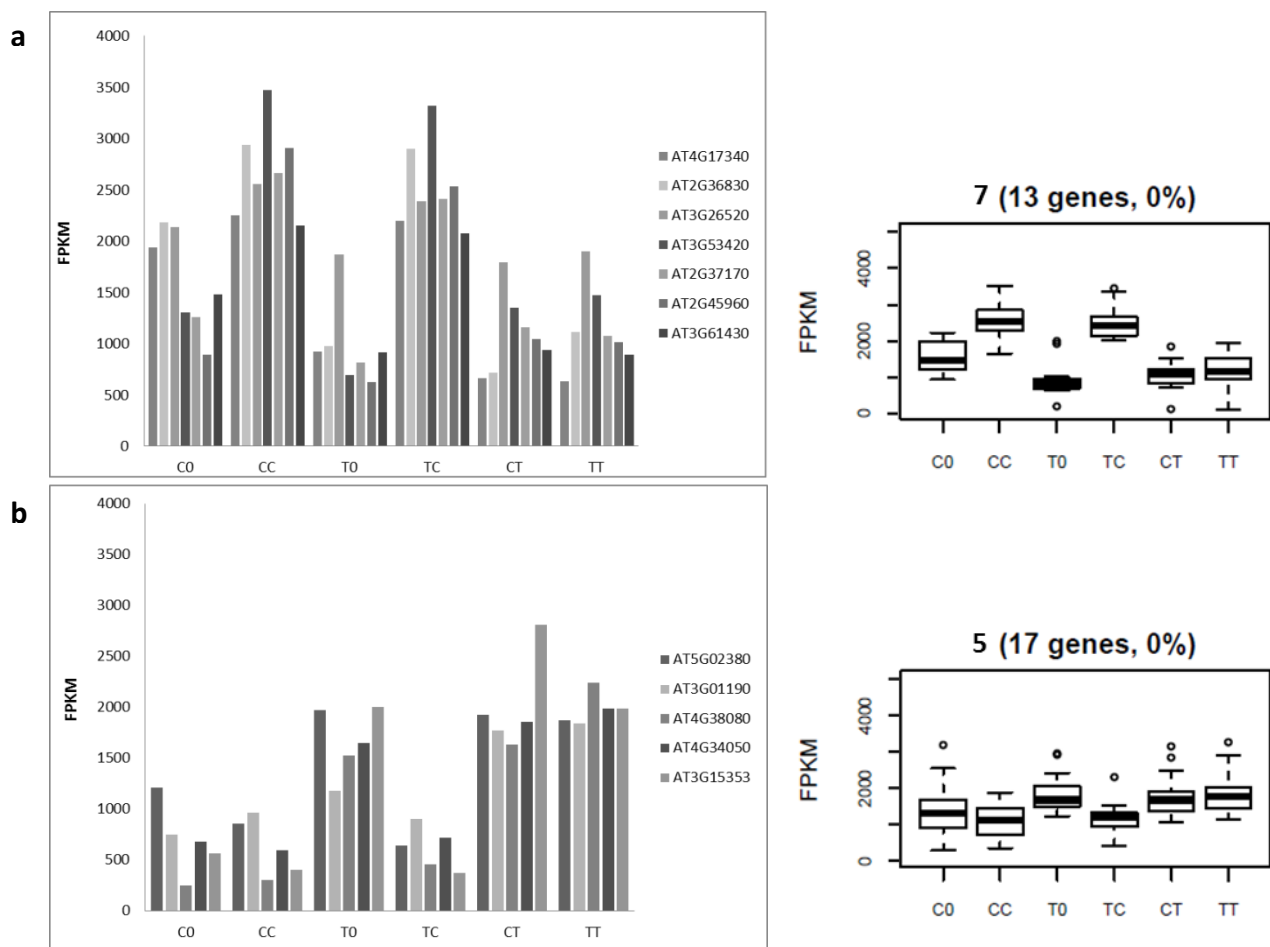 a
4000
3500
3000
2500
2000
1500
1000
500
0
FPKM
C0 CC T0 TC CT TT
AT4G17340
AT2G36830
AT3G26520
AT3G53420
AT2G37170
AT2G45960
AT3G61430
7 (13 genes, 0%)
FPKM
4000
2000
0
C0 CC T0 TC CT TT
b
4000
3500
3000
2500
2000
1500
1000
500
0
FPKM
C0 CC T0 TC CT TT
AT5G02380
AT3G01190
AT4G38080
AT4G34050
AT3G15353
5 (17 genes, 0%)
FPKM
4000
2000
0
C0 CC T0 TC CT TT